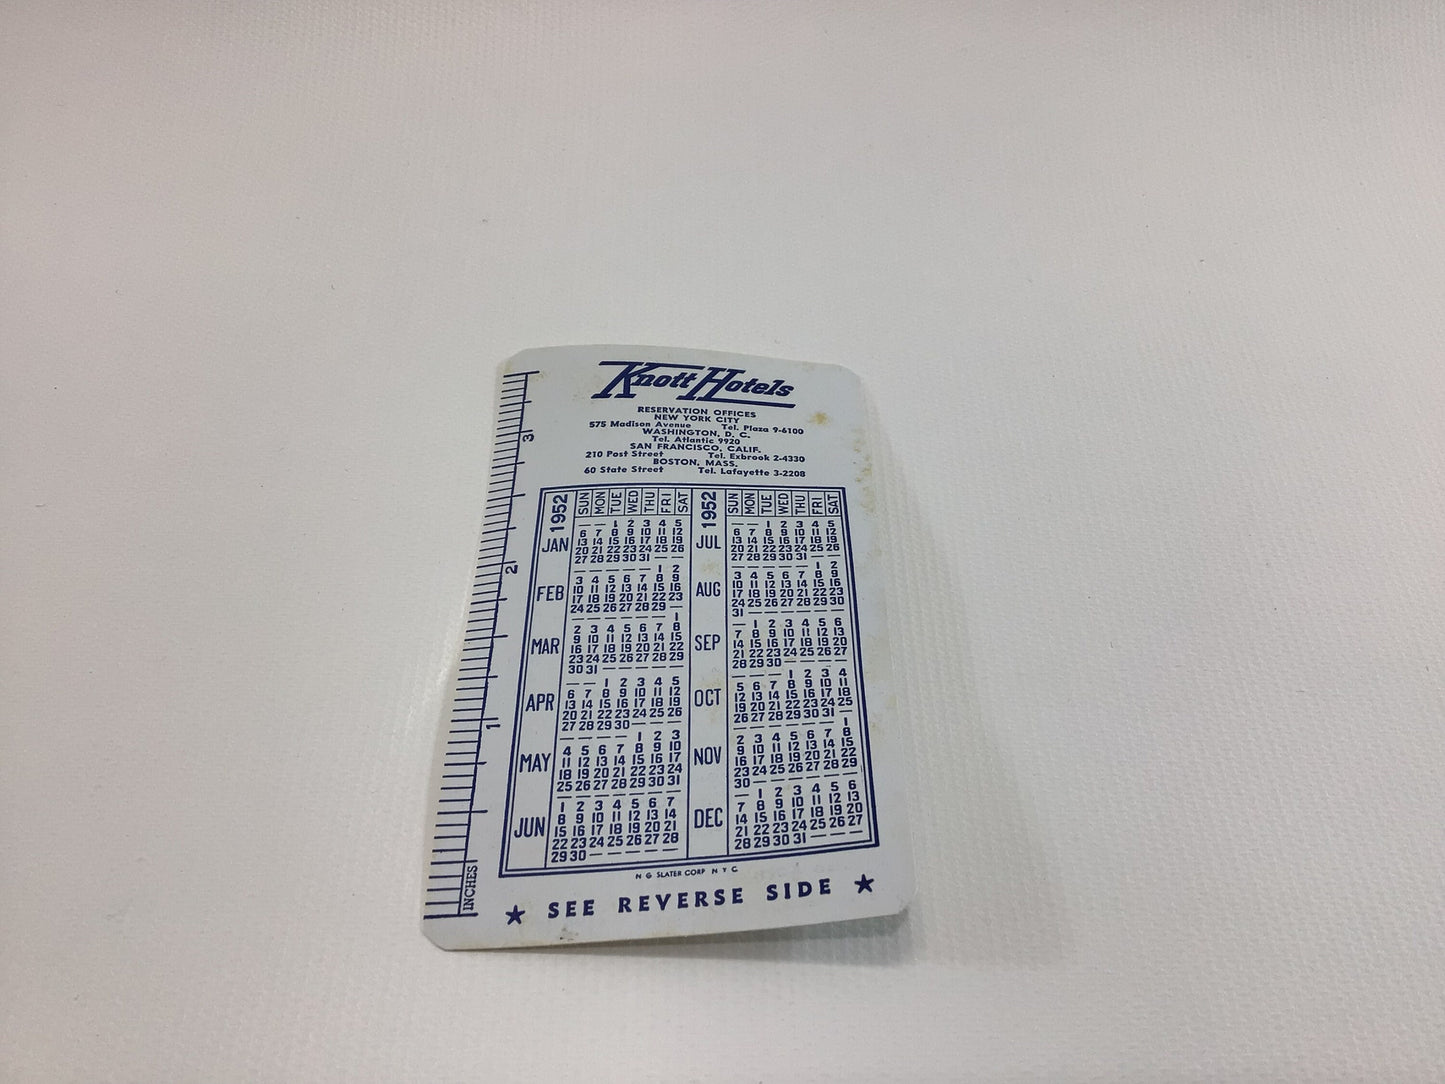 Knott Hotels
RESERVATION OFFICES
NEW YORK CITY
575 Madison Avenue Tel. Plaza 9-6100
WASHINGTON, D. C.
Tel. Atlantic 9920
SAN FRANCISCO, CALIF.
210 Post Street Tel. Exbrook 2-4330
BOSTON, MASS.
60 State Street Tel. Lafayette 3-2208
3
2
1
INCHES
1952 SUN MON TUE WED THU FRI SAT
JAN
— — 1 2 3 4 5
6 7 8 9 10 11 12
13 14 15 16 17 18 19
20 21 22 23 24 25 26
27 28 29 30 31 — —
FEB
— — — — — 1 2
3 4 5 6 7 8 9
10 11 12 13 14 15 16
17 18 19 20 21 22 23
24 25 26 27 28 29 —
MAR
— — — — — — 1
2 3 4 5 6 7 8
9 10 11 12 13 14 15
16 17 18 19 20 21 22
23 24 25 26 27 28 29
30 31 — — — — —
APR
— — 1 2 3 4 5
6 7 8 9 10 11 12
13 14 15 16 17 18 19
20 21 22 23 24 25 26
27 28 29 30 — — —
MAY
— — — — 1 2 3
4 5 6 7 8 9 10
11 12 13 14 15 16 17
18 19 20 21 22 23 24
25 26 27 28 29 30 31
JUN
1 2 3 4 5 6 7
8 9 10 11 12 13 14
15 16 17 18 19 20 21
22 23 24 25 26 27 28
29 30 — — — — —
1952 SUN MON TUE WED THU FRI SAT
JUL
— — 1 2 3 4 5
6 7 8 9 10 11 12
13 14 15 16 17 18 19
20 21 22 23 24 25 26
27 28 29 30 31 — —
AUG
— — — — — 1 2
3 4 5 6 7 8 9
10 11 12 13 14 15 16
17 18 19 20 21 22 23
24 25 26 27 28 29 30
31 — — — — — —
SEP
— 1 2 3 4 5 6
7 8 9 10 11 12 13
14 15 16 17 18 19 20
21 22 23 24 25 26 27
28 29 30 — — — —
OCT
— — — 1 2 3 4
5 6 7 8 9 10 11
12 13 14 15 16 17 18
19 20 21 22 23 24 25
26 27 28 29 30 31 —
NOV
— — — — — — 1
2 3 4 5 6 7 8
9 10 11 12 13 14 15
16 17 18 19 20 21 22
23 24 25 26 27 28 29
30 — — — — — —
DEC
— 1 2 3 4 5 6
7 8 9 10 11 12 13
14 15 16 17 18 19 20
21 22 23 24 25 26 27
28 29 30 31 — — —
N G SLATER CORP N Y C
★ SEE REVERSE SIDE ★